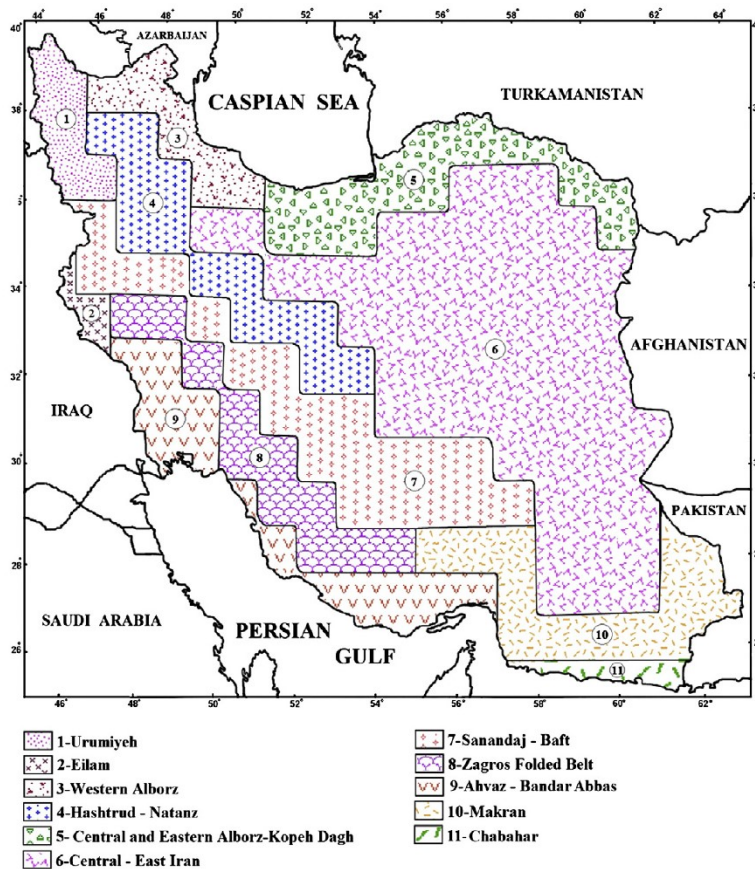 44 46 48 50 52 54 56 58 60 62 64
40
AZARBAIJAN
CASPIAN SEA
TURKAMANISTAN
38
1
3
4
5
34
2
6
AFGHANISTAN
32
IRAQ
9
8
30
7
PAKISTAN
28
SAUDI ARABIA
PERSIAN
GULF
10
26
11
46° 48° 50° 52° 54° 56° 58° 60° 62°
1-Urumiyeh
2-Eilam
3-Western Alborz
4-Hashtrud - Natanz
5- Central and Eastern Alborz-Kopeh Dagh
6-Central - East Iran
7-Sanandaj - Baft
8-Zagros Folded Belt
9-Ahvaz - Bandar Abbas
10-Makran
11-Chabahar